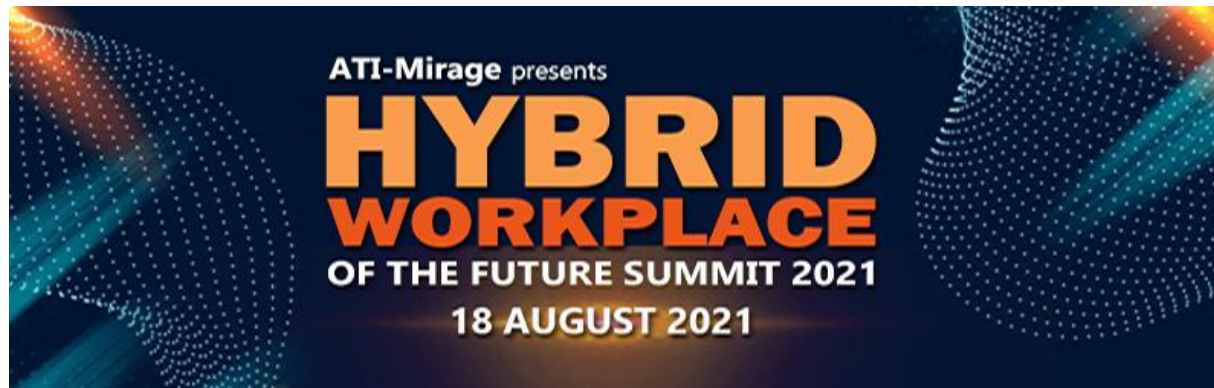 ATI-Mirage presents
HYBRID
WORKPLACE
OF THE FUTURE SUMMIT 2021
18 AUGUST 2021